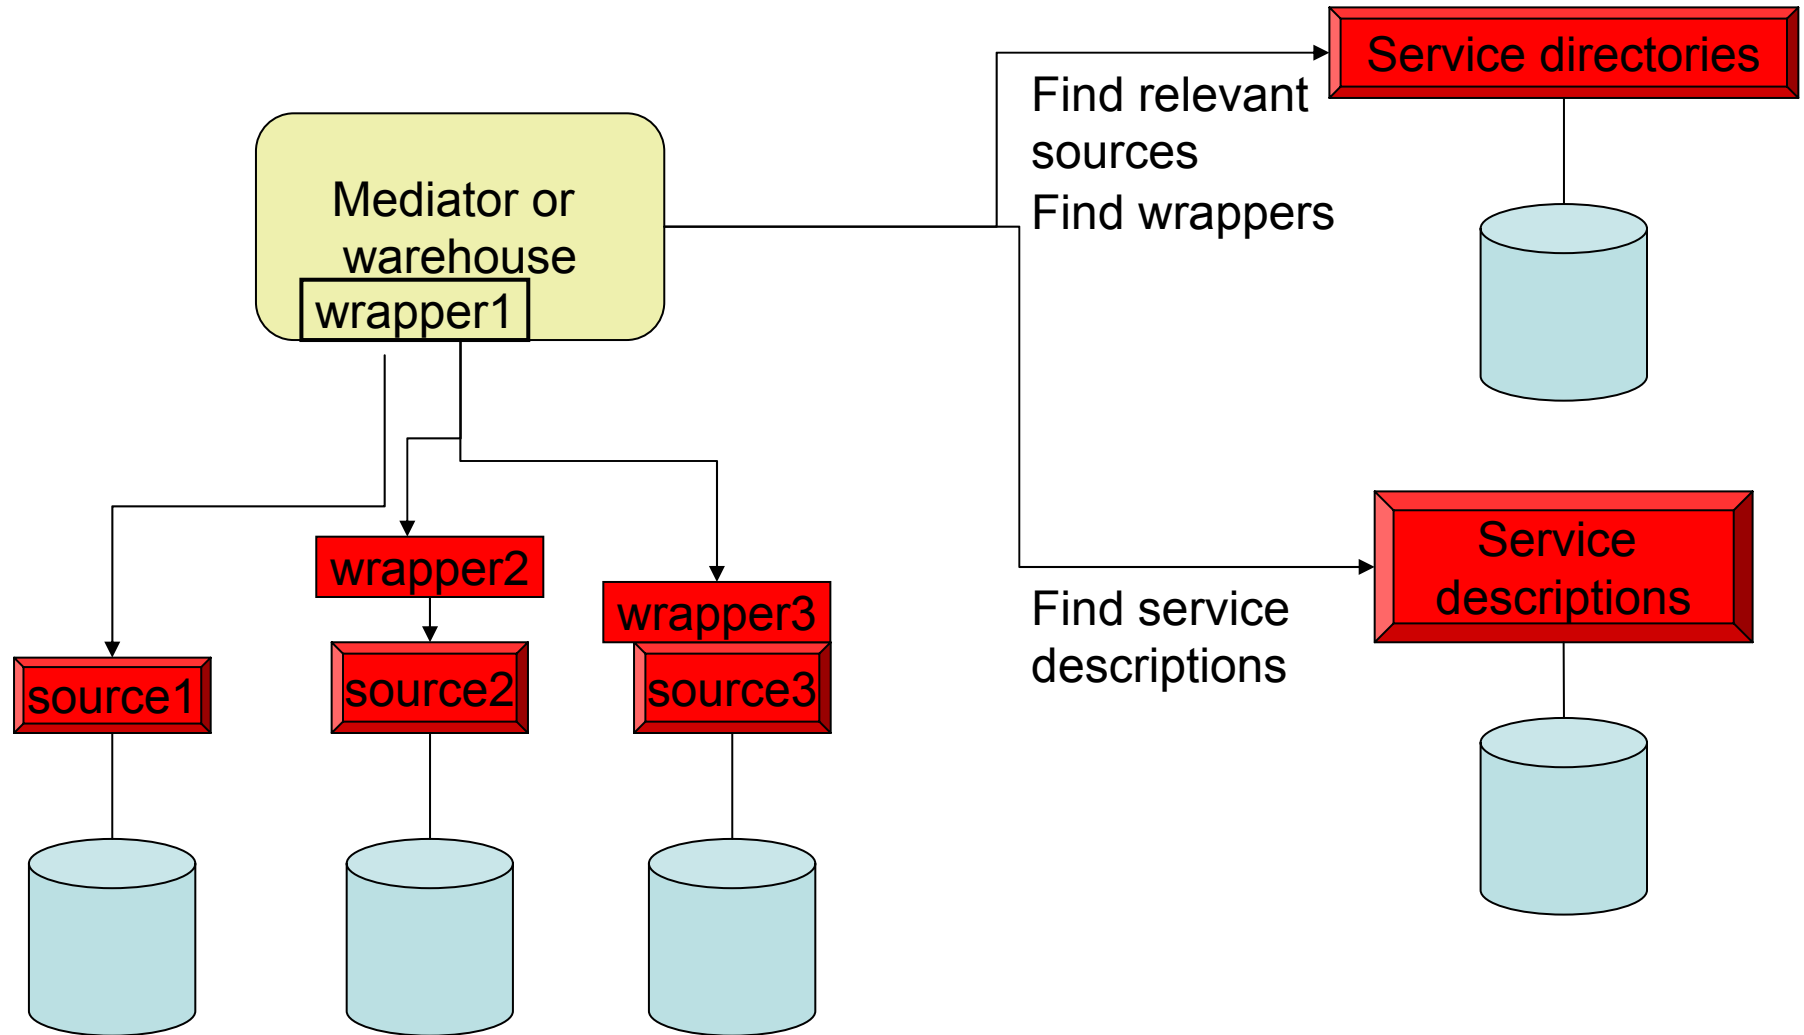 Service directories
Find relevant
sources
Find wrappers
Mediator or
warehouse
wrapper1
wrapper2
wrapper3
source1
source2
source3
Service
descriptions
Find service
descriptions